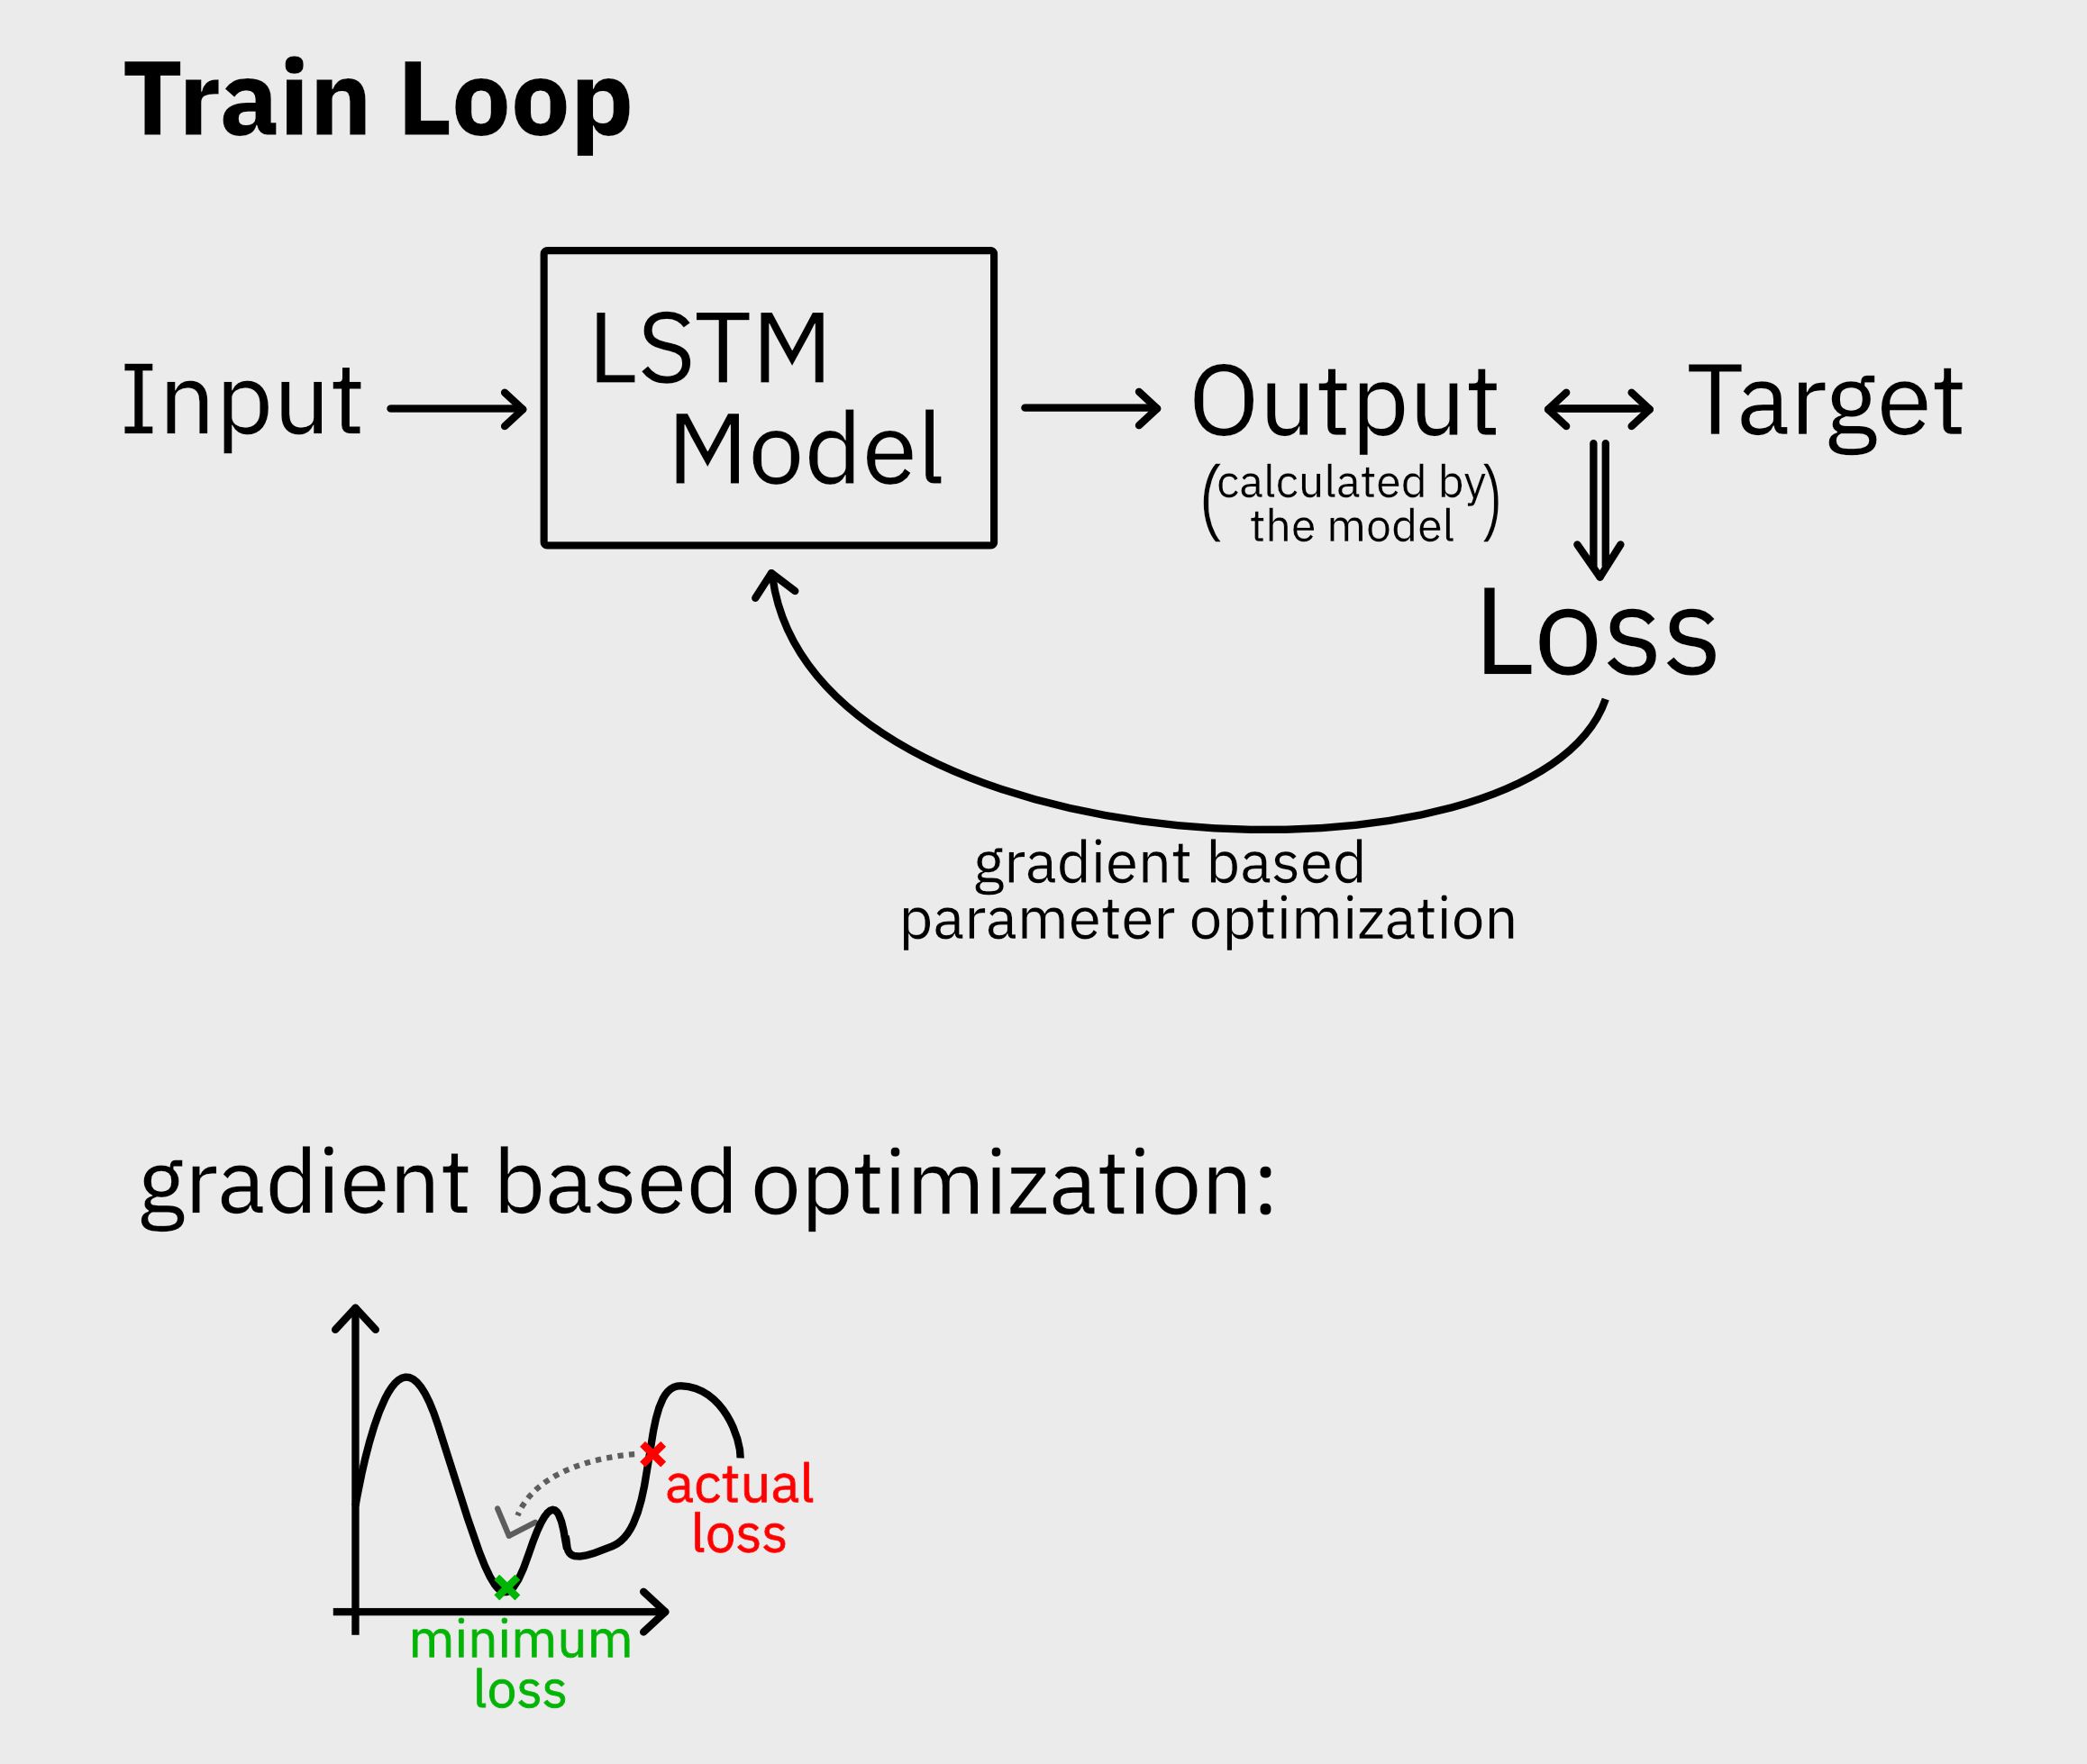 Train Loop
Input
LSTM
Model
Output
(calculated by
the model)
Target
Loss
gradient based
parameter optimization
gradient based optimization:
actual
loss
minimum
loss